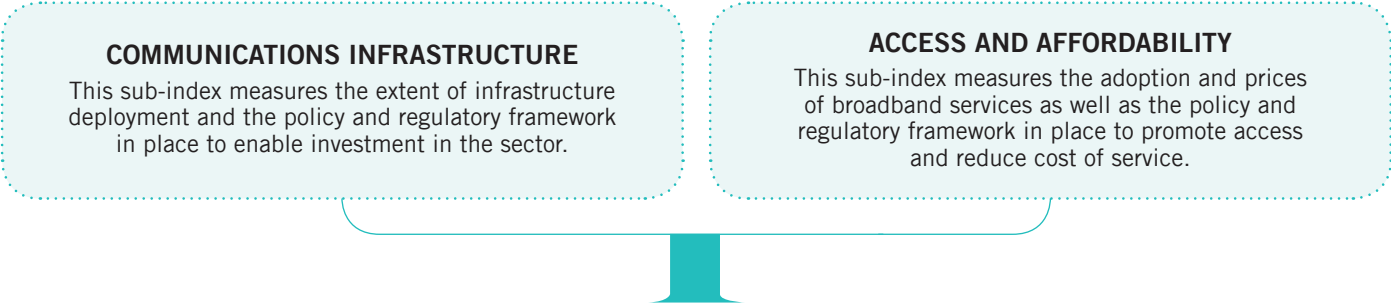 COMMUNICATIONS INFRASTRUCTURE
This sub-index measures the extent of infrastructure
deployment and the policy and regulatory framework
in place to enable investment in the sector.
ACCESS AND AFFORDABILITY
This sub-index measures the adoption and prices
of broadband services as well as the policy and
regulatory framework in place to promote access
and reduce cost of service.